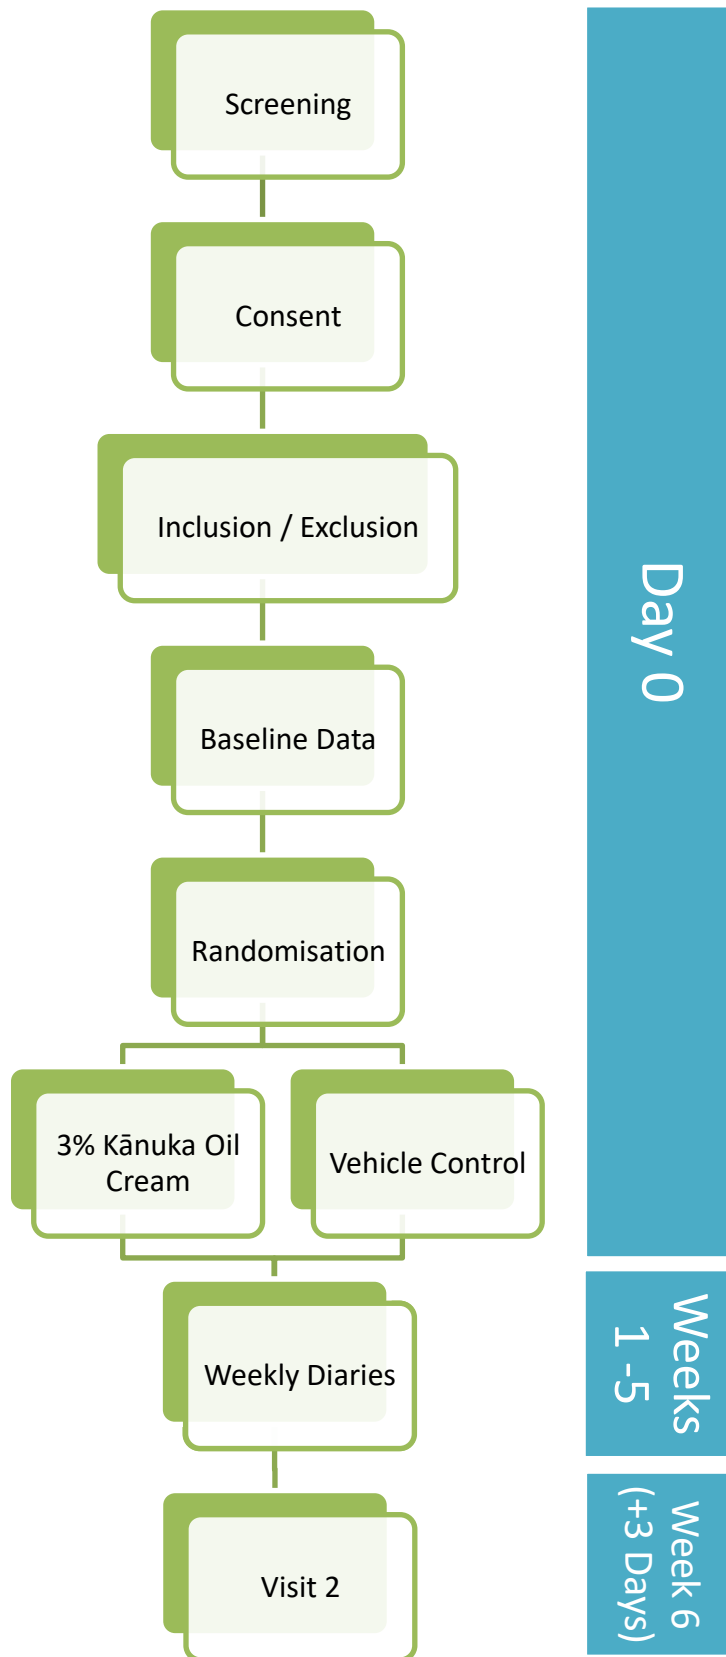 Screening
Consent
Inclusion / Exclusion
Baseline Data
Randomisation
3% Kānuka Oil
Cream
Vehicle Control
Day 0
Weekly Diaries
Weeks
1 -5
Visit 2
Week 6
(+3 Days)